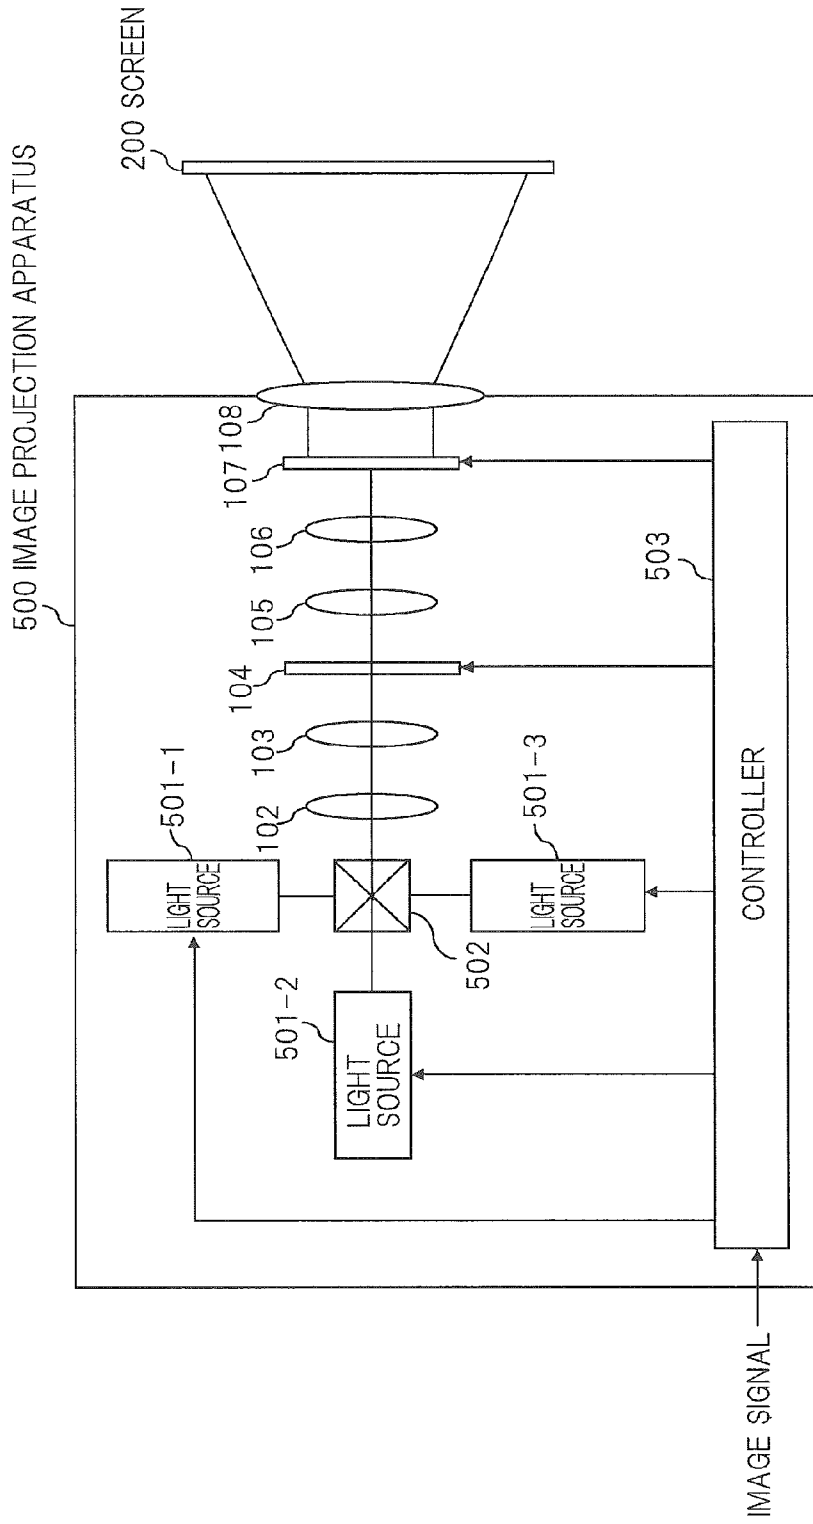 500 IMAGE PROJECTION APPARATUS
200 SCREEN
501-1
LIGHT
SOURCE
102
103
104
105
106
107
108
501-2
LIGHT
SOURCE
502
501-3
LIGHT
SOURCE
503
CONTROLLER
IMAGE SIGNAL